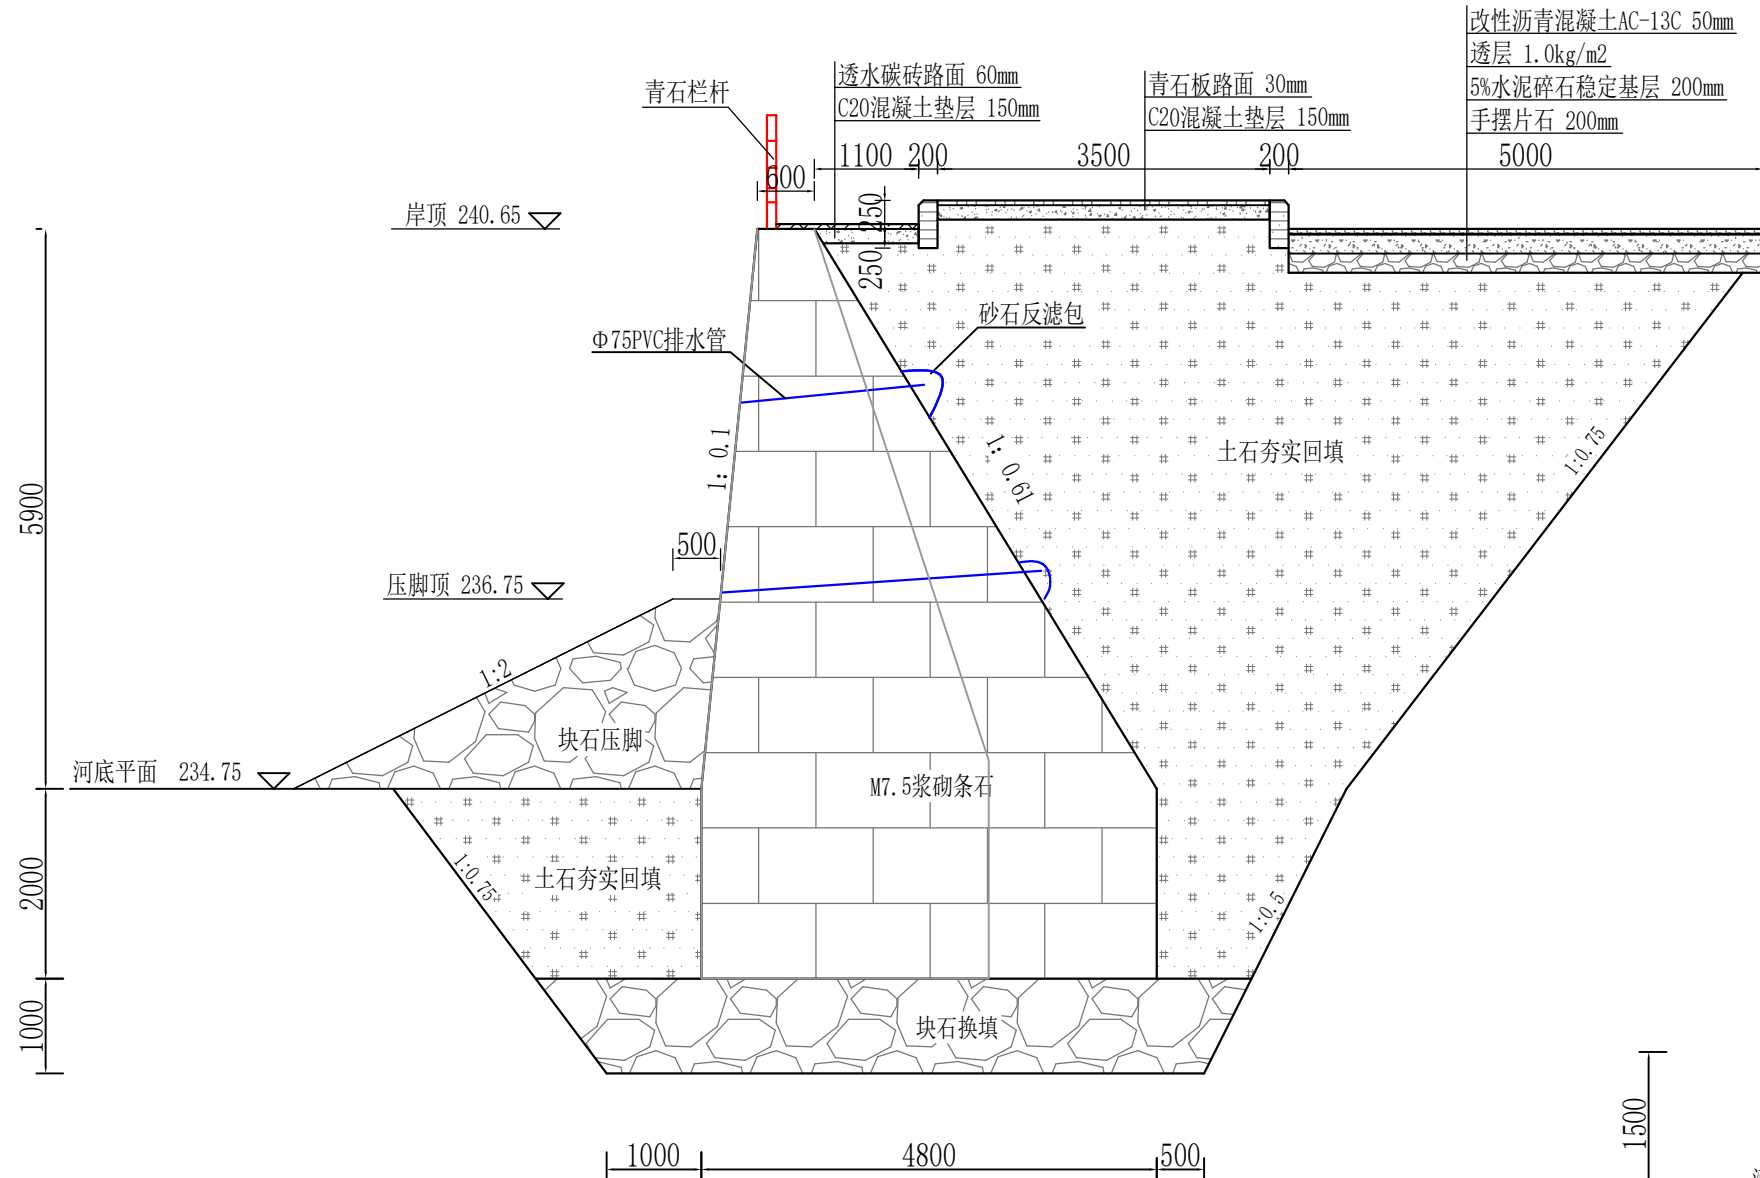 改性沥青混凝土AC-13C 50mm
透层 1.0kg/m2
5%水泥碎石稳定基层 200mm
手摆片石 200mm
透水碳砖路面 60mm
C20混凝土垫层 150mm
青石板路面 30mm
C20混凝土垫层 150mm
青石栏杆
600
1100
200
3500
200
5000
岸顶 240.65
250
250
砂石反滤包
Φ75PVC排水管
1: 0.1
1: 0.61
土石夯实回填
1:0.75
5900
500
压脚顶 236.75
1:2
块石压脚
河底平面 234.75
M7.5浆砌条石
2000
1:0.75
土石夯实回填
1:0.5
1000
块石换填
1500
1000
4800
500